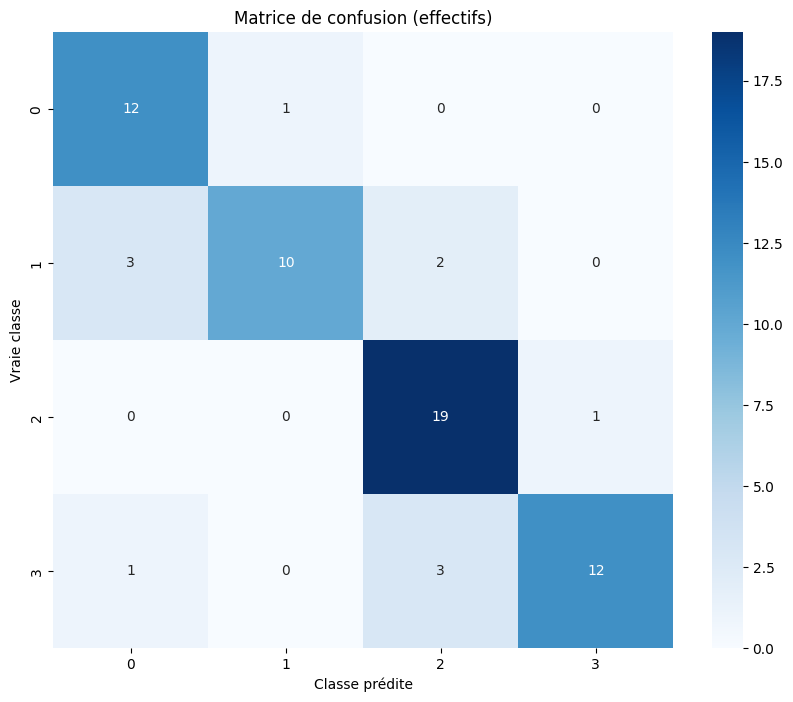 Matrice de confusion (effectifs)
0 12 1 0 0
1 3 10 2 0
2 0 0 19 1
3 1 0 3 12
0 1 2 3
Classe prédite
Vraie classe
17.5
15.0
12.5
10.0
7.5
5.0
2.5
0.0